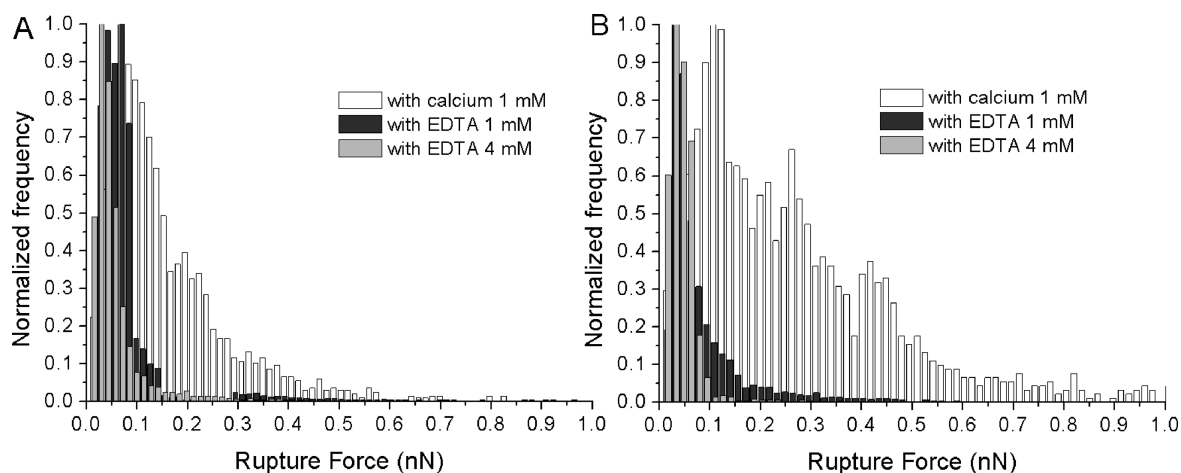 A
Normalized frequency
1.0
0.9
0.8
0.7
0.6
0.5
0.4
0.3
0.2
0.1
0.0
with calcium 1 mM
with EDTA 1 mM
with EDTA 4 mM
0.0 0.1 0.2 0.3 0.4 0.5 0.6 0.7 0.8 0.9 1.0
Rupture Force (nN)
B
Normalized frequency
1.0
0.9
0.8
0.7
0.6
0.5
0.4
0.3
0.2
0.1
0.0
with calcium 1 mM
with EDTA 1 mM
with EDTA 4 mM
0.0 0.1 0.2 0.3 0.4 0.5 0.6 0.7 0.8 0.9 1.0
Rupture Force (nN)